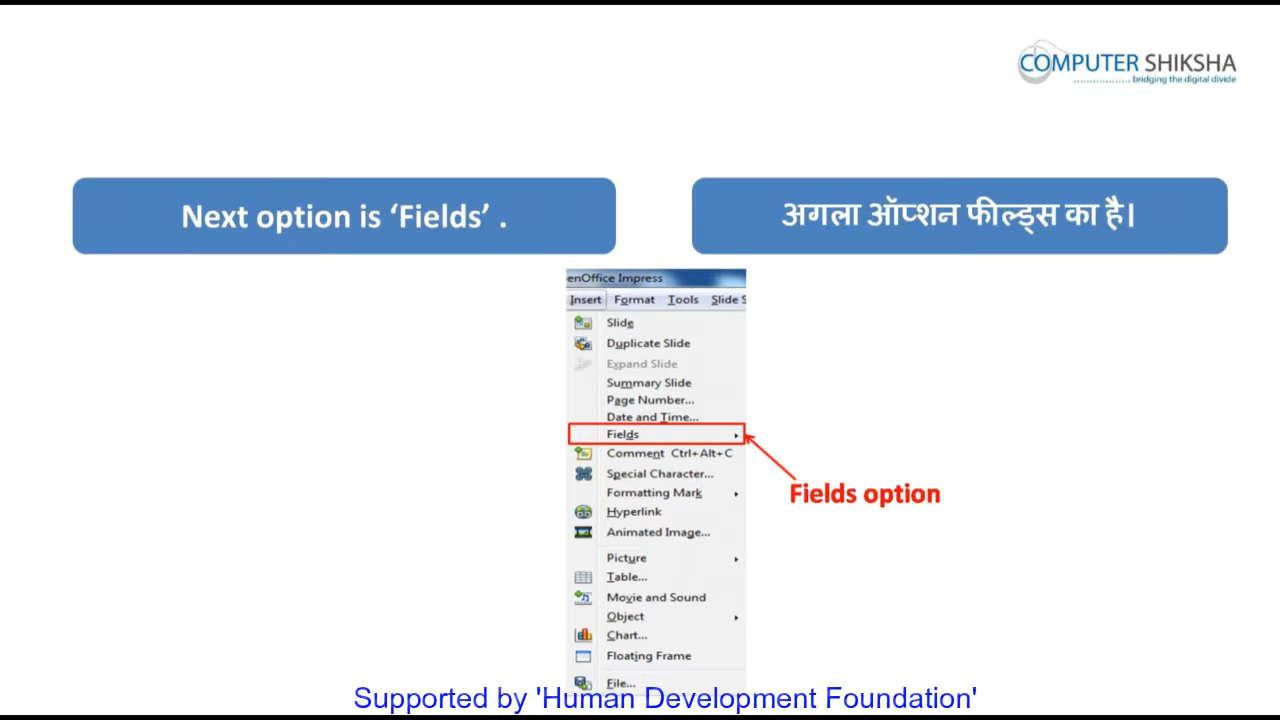 COMPUTER SHIKSHA
bridging the digital divide
Next option is ‘Fields’ .
अगला ऑप्शन फील्ड्स का है।
enOffice Impress
Insert Format Tools Slide S
Slide
Duplicate Slide
Expand Slide
Summary Slide
Page Number...
Date and Time...
Fields
Comment Ctrl+Alt+C
Special Character...
Formatting Mark
Hyperlink
Animated Image...
Picture
Table...
Movie and Sound
Object
Chart...
Floating Frame
File...
Fields option
Supported by 'Human Development Foundation'